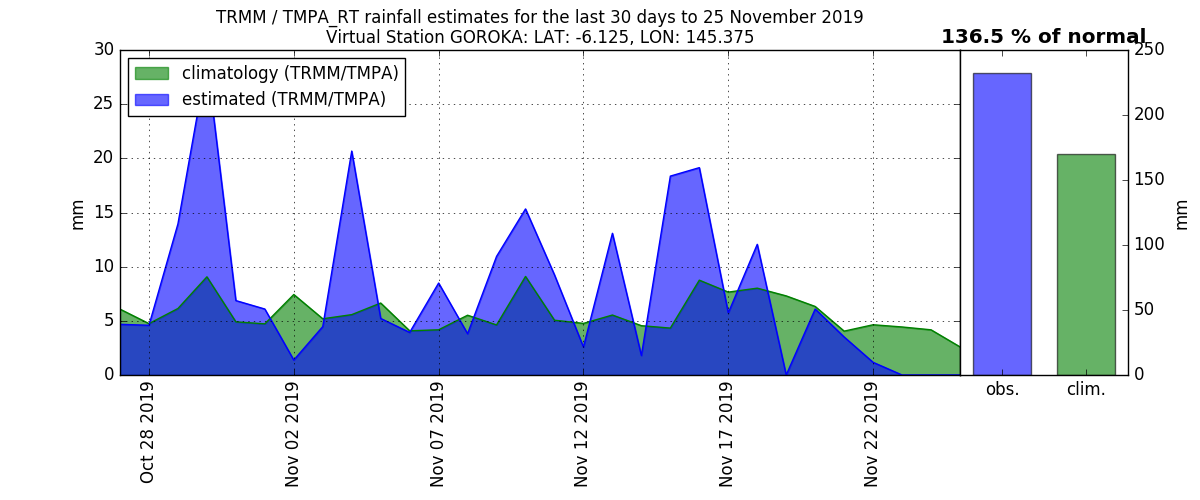 TRMM / TMPA_RT rainfall estimates for the last 30 days to 25 November 2019
Virtual Station GOROKA: LAT: -6.125, LON: 145.375
136.5 % of normal
climatology (TRMM/TMPA)
estimated (TRMM/TMPA)
30
25
20
15
10
5
0
mm
Oct 28 2019
Nov 02 2019
Nov 07 2019
Nov 12 2019
Nov 17 2019
Nov 22 2019
250
200
150
100
50
0
mm
obs.
clim.